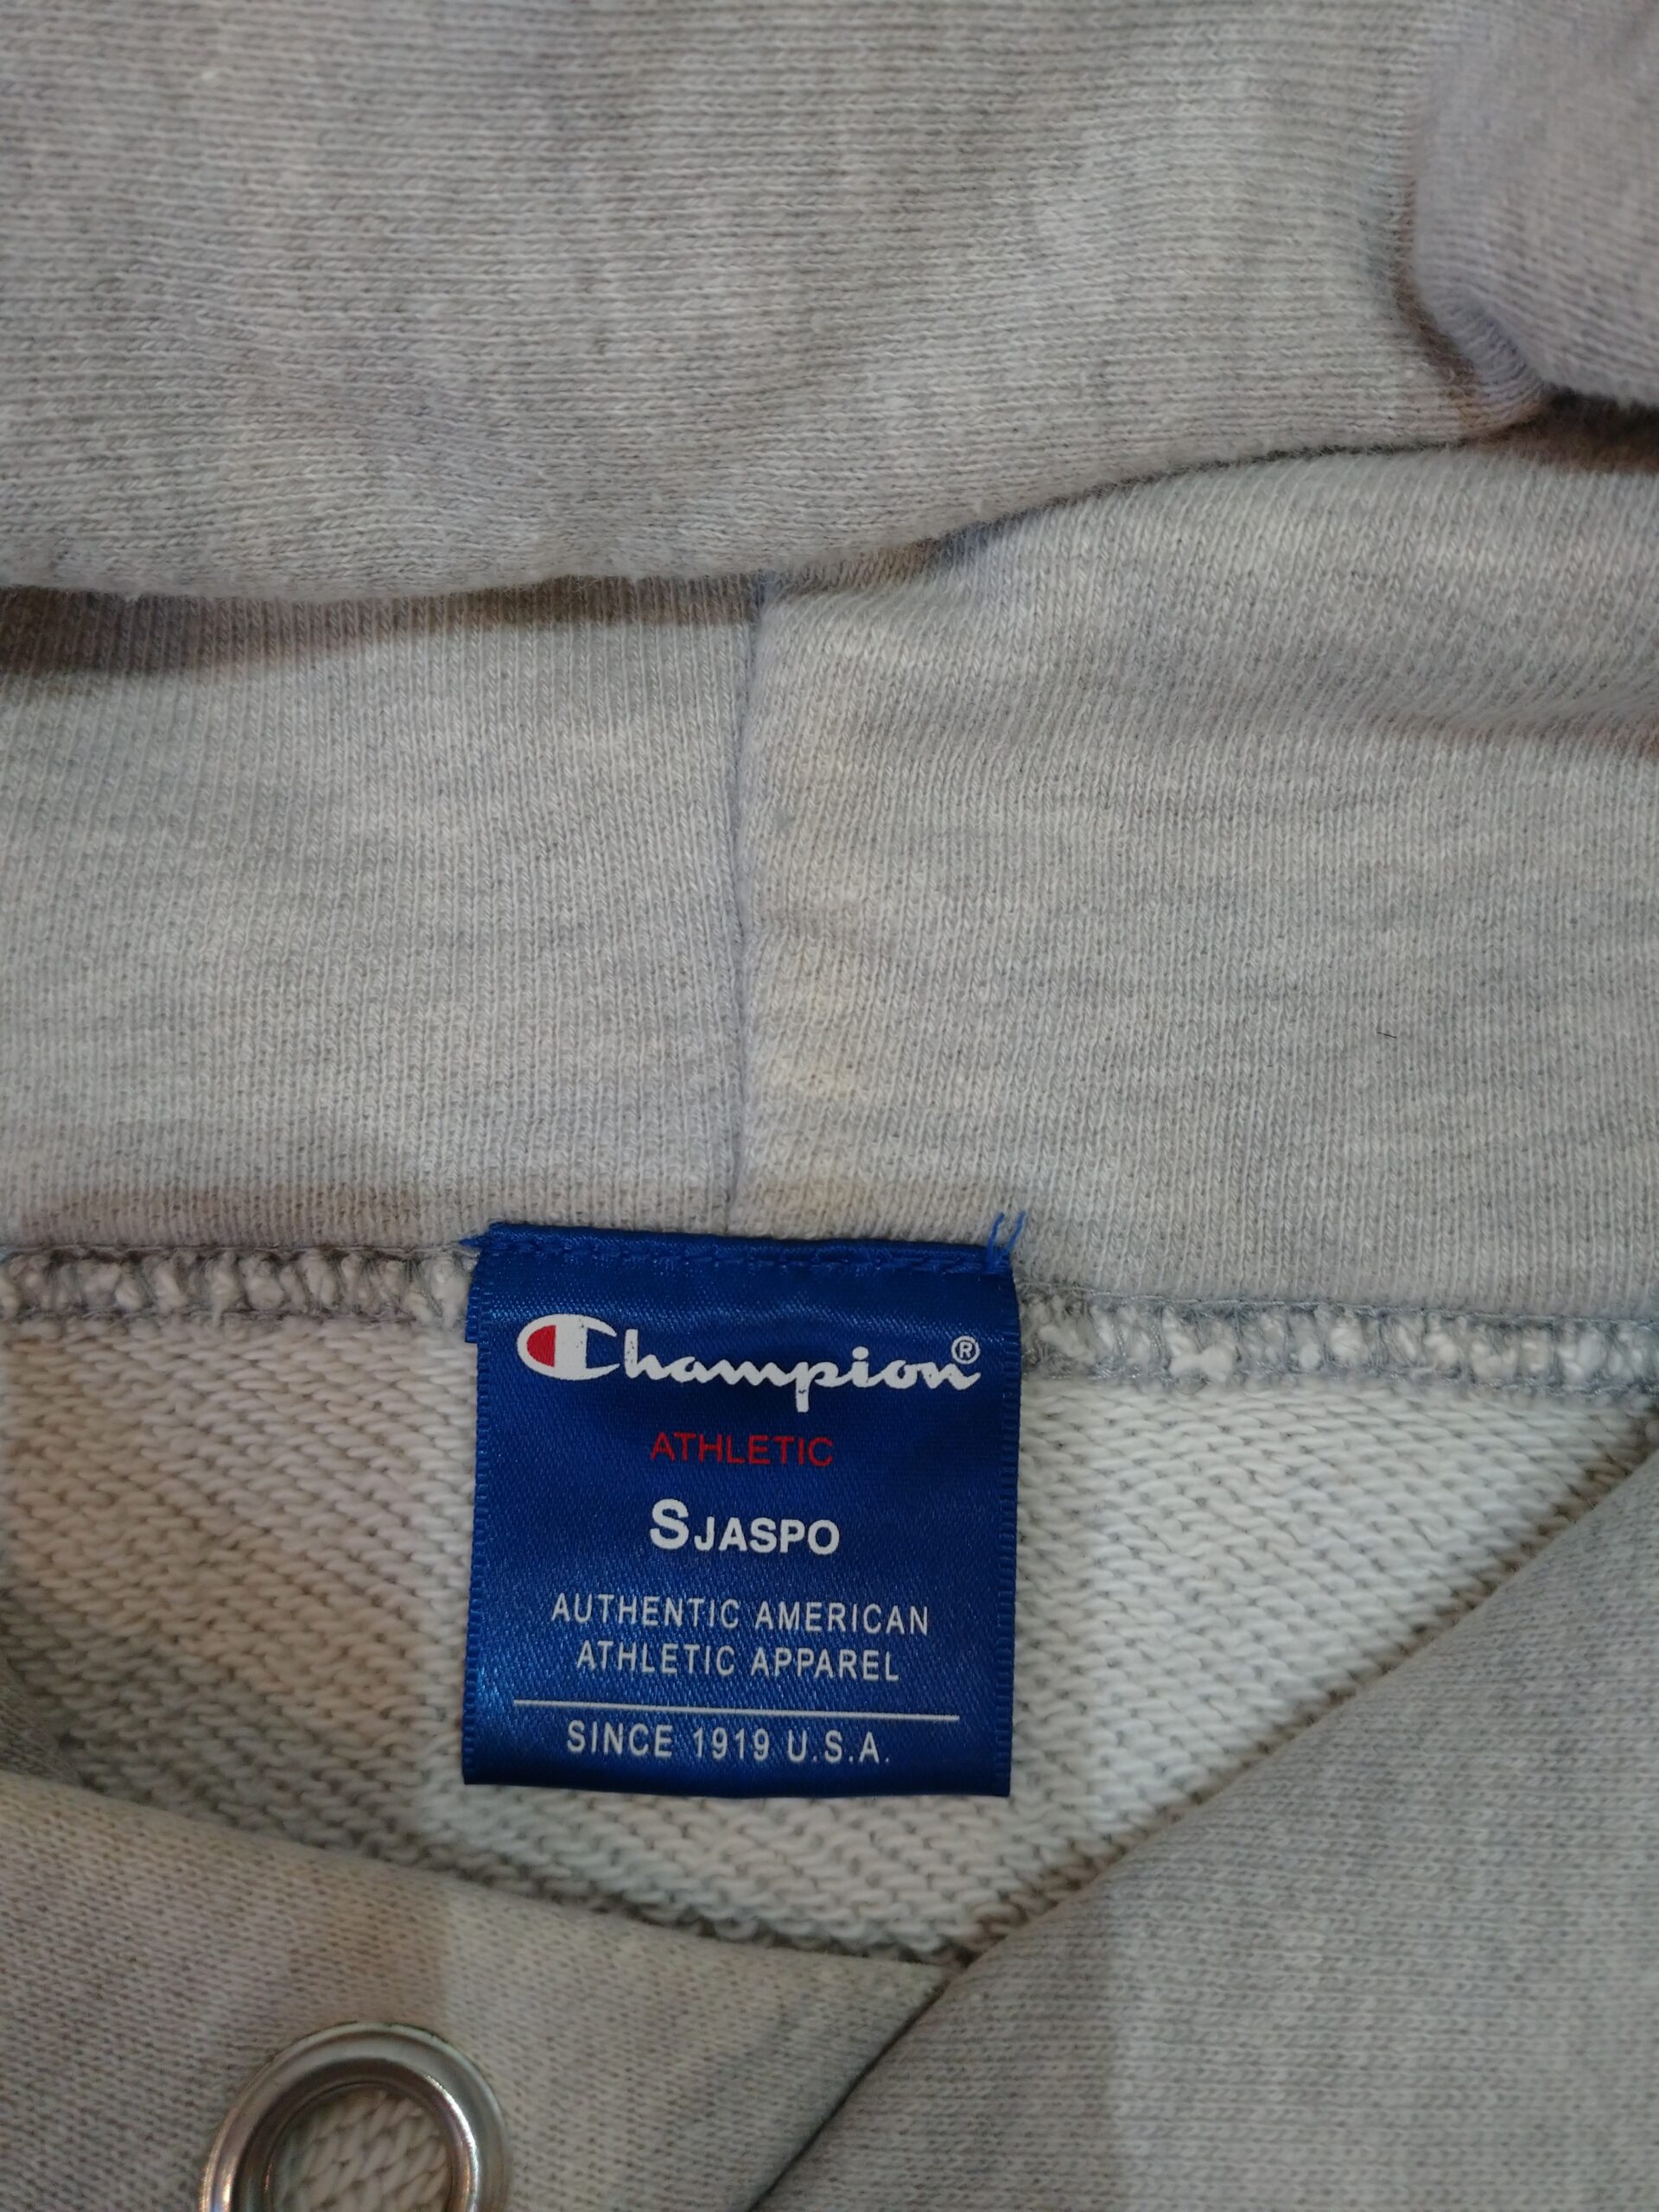 Champion®
ATHLETIC
SJASPO
AUTHENTIC AMERICAN
ATHLETIC APPAREL
SINCE 1919 U.S.A.